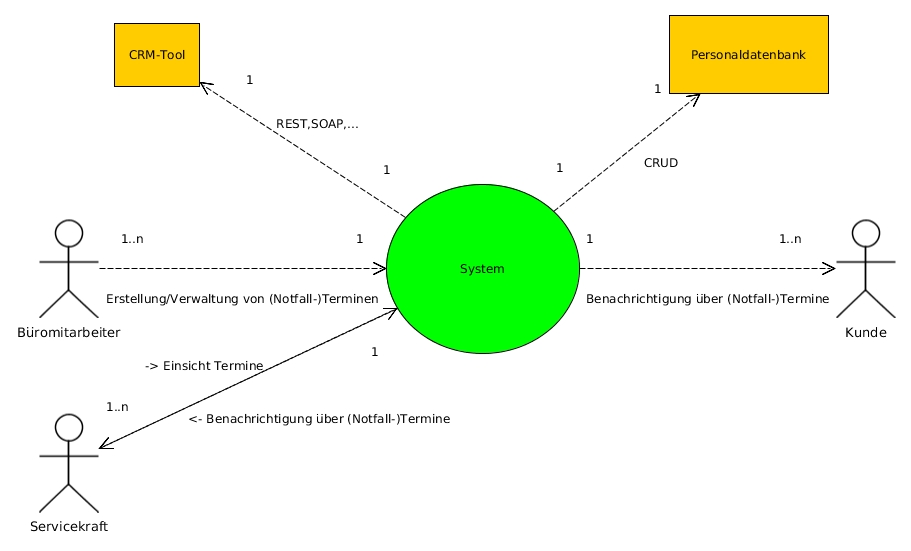 CRM-Tool
Personaldatenbank
1
1
REST,SOAP,...
CRUD
1
1
1..n
1
1
1..n
System
Erstellung/Verwaltung von (Notfall-)Terminen
Benachrichtigung über (Notfall-)Termine
Büromitarbeiter
Kunde
1
-> Einsicht Termine
1..n
<- Benachrichtigung über (Notfall-)Termine
Servicekraft